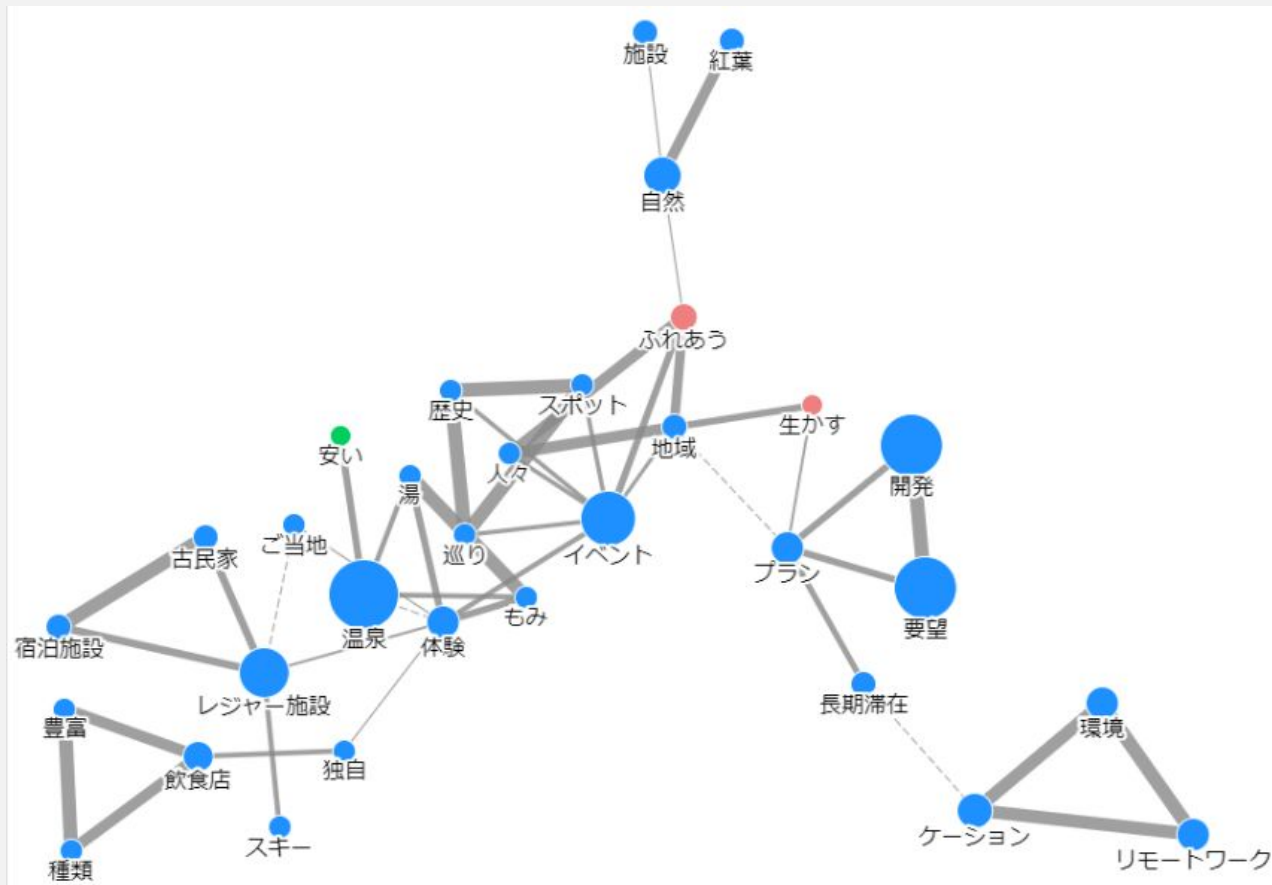 施設
紅葉
自然
ふれあう
歴史
スポット
生かす
地域
安い
人々
湯
開発
ご当地
古民家
巡り
イベント
プラン
もみ
要望
宿泊施設
温泉
体験
レジャー施設
長期滞在
豊富
環境
飲食店
独自
ケーション
スキー
リモートワーク
種類